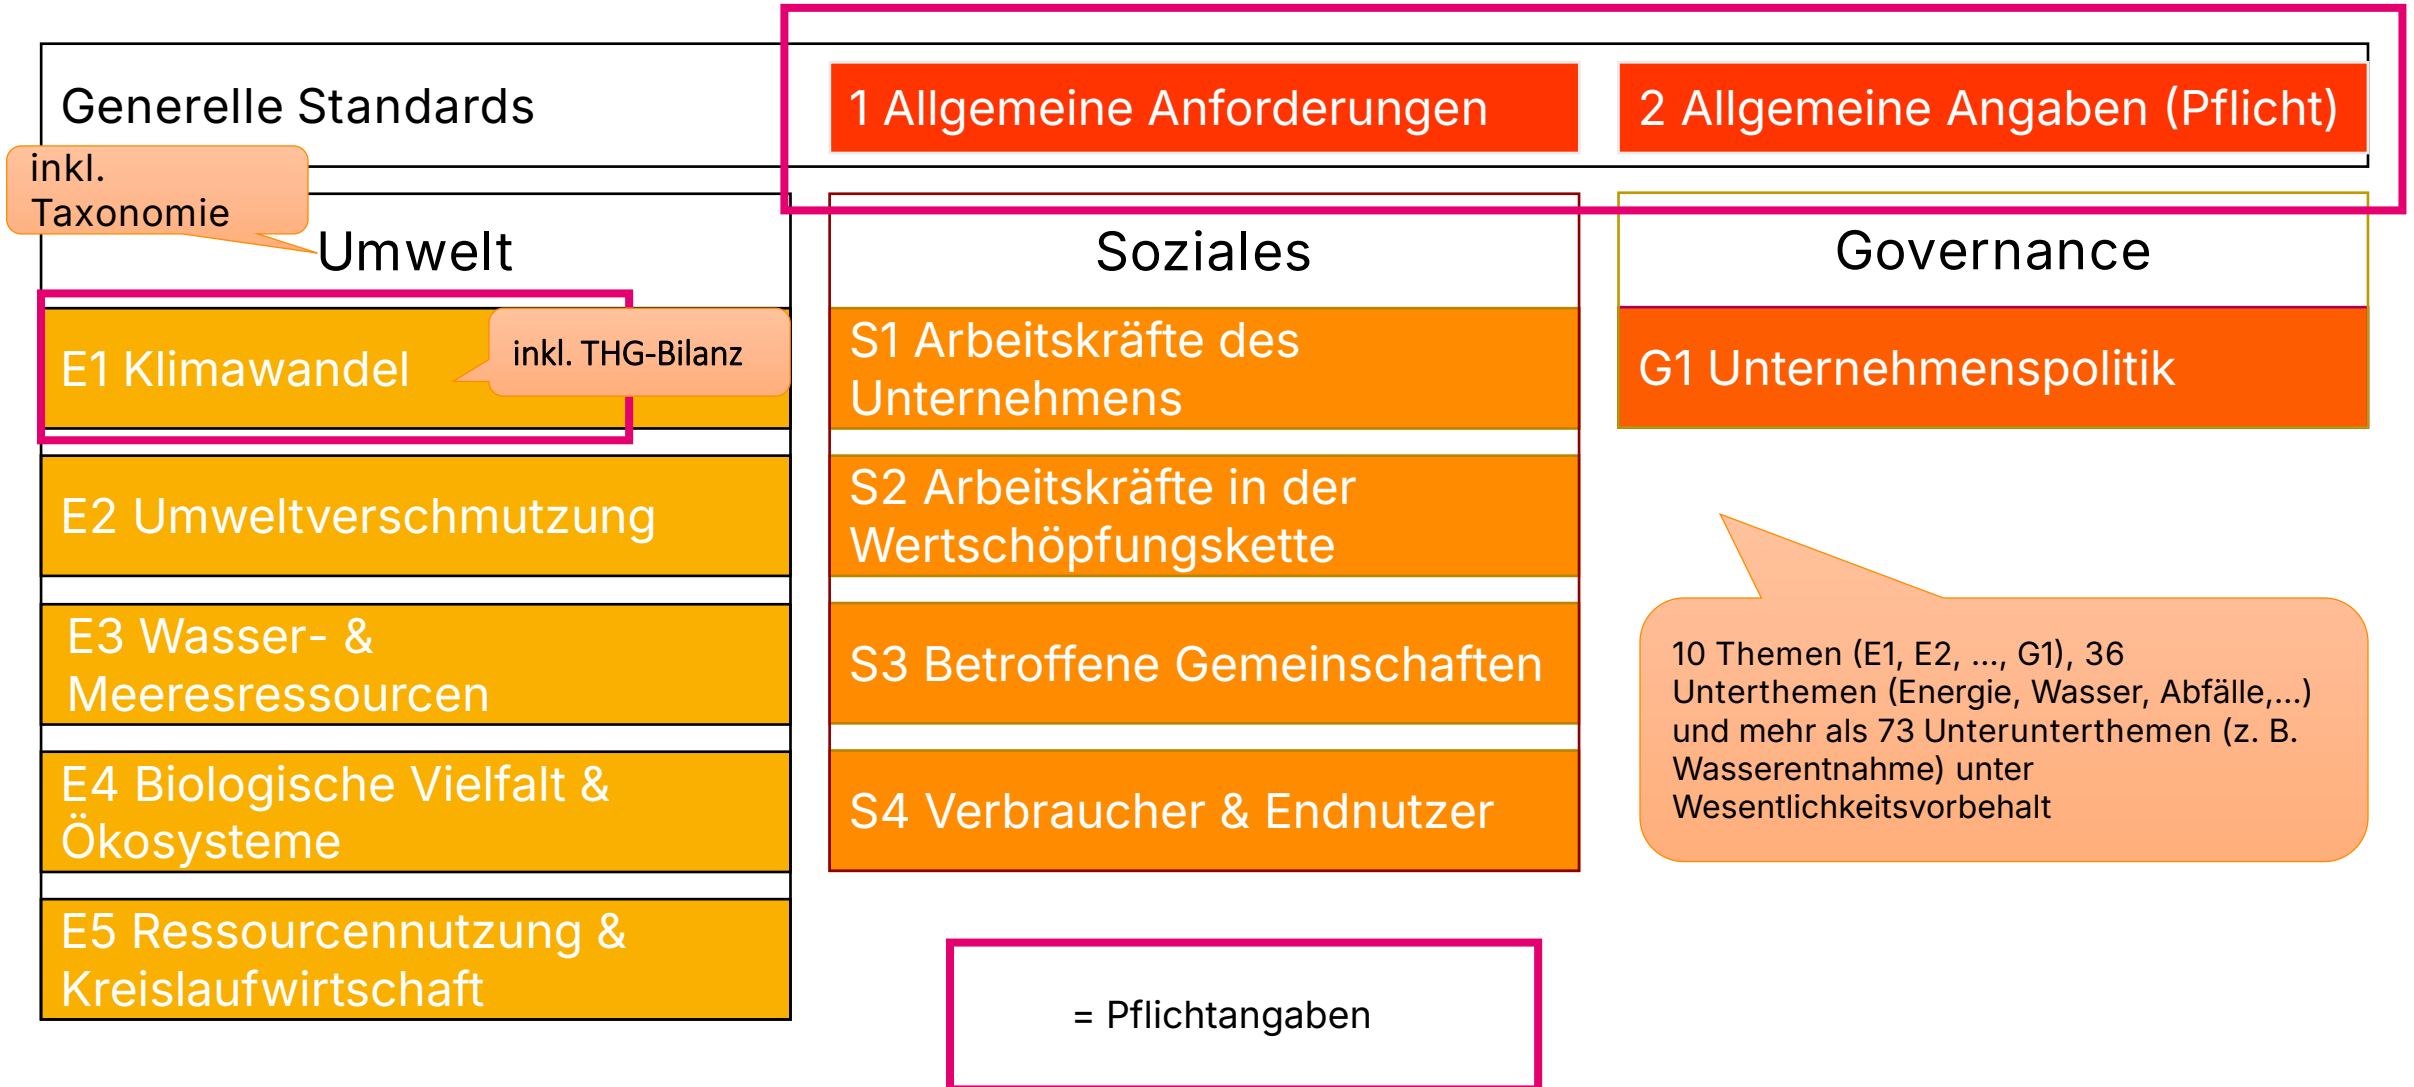 Generelle Standards
1 Allgemeine Anforderungen
2 Allgemeine Angaben (Pflicht)
inkl.
Taxonomie
Umwelt
E1 Klimawandel
inkl. THG-Bilanz
E2 Umweltverschmutzung
E3 Wasser- &
Meeresressourcen
E4 Biologische Vielfalt &
Ökosysteme
E5 Ressourcennutzung &
Kreislaufwirtschaft
Soziales
S1 Arbeitskräfte des
Unternehmens
S2 Arbeitskräfte in der
Wertschöpfungskette
S3 Betroffene Gemeinschaften
S4 Verbraucher & Endnutzer
Governance
G1 Unternehmenspolitik
10 Themen (E1, E2, ..., G1), 36
Unterthemen (Energie, Wasser, Abfälle,...)
und mehr als 73 Unterunterthemen (z. B.
Wasserentnahme) unter
Wesentlichkeitsvorbehalt
= Pflichtangaben